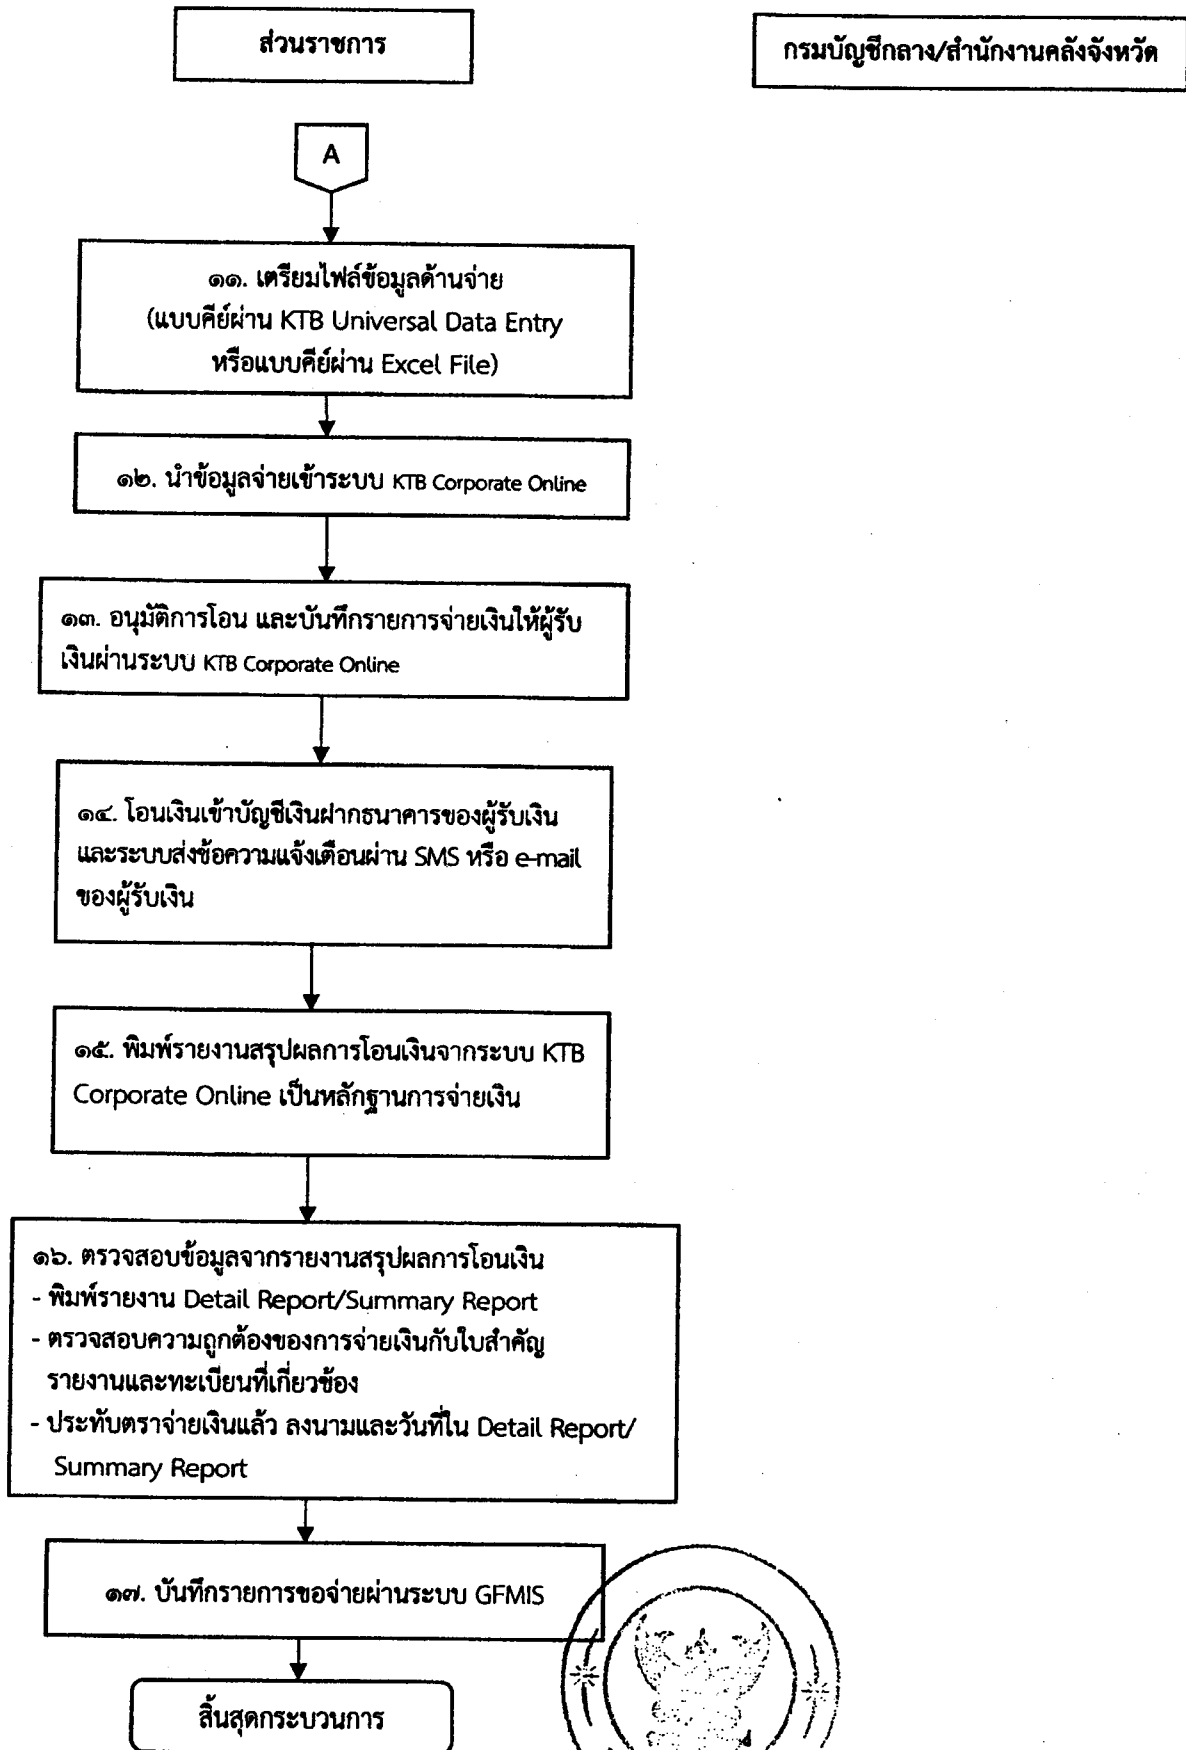 ส่วนราชการ
กรมบัญชีกลาง/สำนักงานคลังจังหวัด
A
๑๑. เตรียมไฟล์ข้อมูลด้านจ่าย
(แบบคีย์ผ่าน KTB Universal Data Entry
หรือแบบคีย์ผ่าน Excel File)
๑๒. นำข้อมูลจ่ายเข้าระบบ KTB Corporate Online
๑๓. อนุมัติการโอน และบันทึกรายการจ่ายเงินให้ผู้รับ
เงินผ่านระบบ KTB Corporate Online
๑๔. โอนเงินเข้าบัญชีเงินฝากธนาคารของผู้รับเงิน
และระบบส่งข้อความแจ้งเตือนผ่าน SMS หรือ e-mail
ของผู้รับเงิน
๑๕. พิมพ์รายงานสรุปผลการโอนเงินจากระบบ KTB
Corporate Online เป็นหลักฐานการจ่ายเงิน
๑๖. ตรวจสอบข้อมูลจากรายงานสรุปผลการโอนเงิน
- พิมพ์รายงาน Detail Report/Summary Report
- ตรวจสอบความถูกต้องของการจ่ายเงินกับใบสำคัญ
รายงานและทะเบียนที่เกี่ยวข้อง
- ประทับตราจ่ายเงินแล้ว ลงนามและวันที่ใน Detail Report/
Summary Report
๑๗. บันทึกรายการขอจ่ายผ่านระบบ GFMIS
สิ้นสุดกระบวนการ